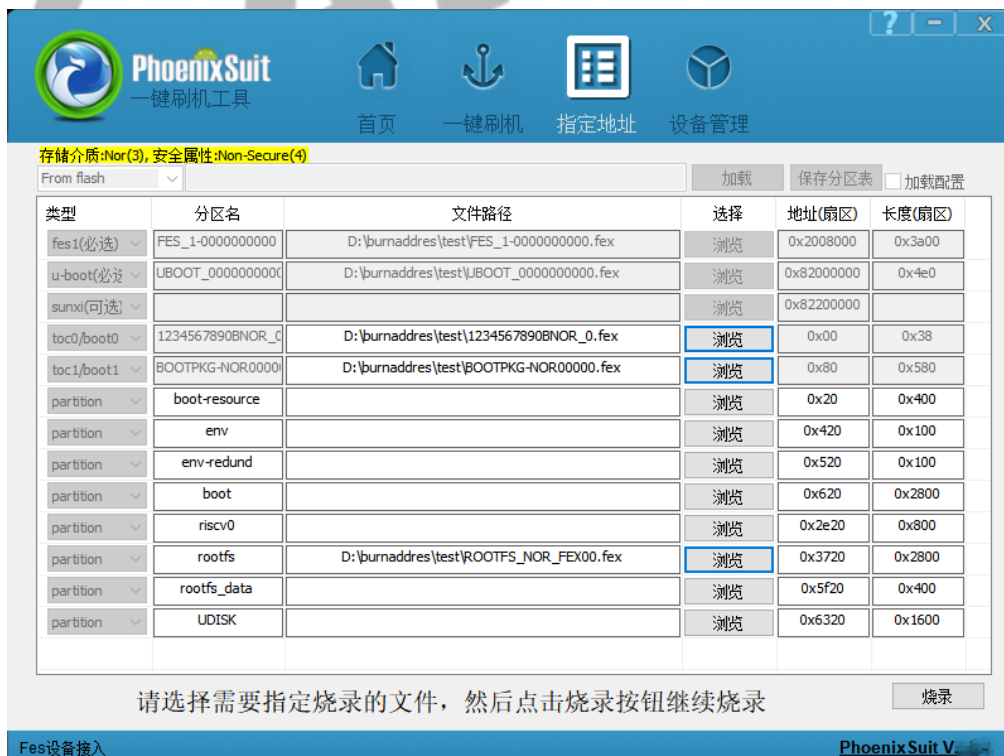 ? − x
PhoenixSuit
一键刷机工具
首页 一键刷机 指定地址 设备管理
存储介质:Nor(3), 安全属性:Non-Secure(4)
From flash 加载 保存分区表 加载配置
类型 分区名 文件路径 选择 地址(扇区) 长度(扇区)
fes1(必选) FES_1-0000000000 D:\burnaddres\test\FES_1-0000000000.fex 浏览 0x2008000 0x3a00
u-boot(必选 UBOOT_0000000000 D:\burnaddres\test\UBOOT_0000000000.fex 浏览 0x82000000 0x4e0
sunxi(可选) 浏览 0x82200000
toc0/boot0 1234567890BNOR_0 D:\burnaddres\test\1234567890BNOR_0.fex 浏览 0x00 0x38
toc1/boot1 BOOTPKG-NOR00000 D:\burnaddres\test\BOOTPKG-NOR00000.fex 浏览 0x80 0x580
partition boot-resource 浏览 0x20 0x400
partition env 浏览 0x420 0x100
partition env-redund 浏览 0x520 0x100
partition boot 浏览 0x620 0x2800
partition riscv0 浏览 0x2e20 0x800
partition rootfs D:\burnaddres\test\ROOTFS_NOR_FEX00.fex 浏览 0x3720 0x2800
partition rootfs_data 浏览 0x5f20 0x400
partition UDISK 浏览 0x6320 0x1600
请选择需要指定烧录的文件，然后点击烧录按钮继续烧录 烧录
Fes设备接入 PhoenixSuit V